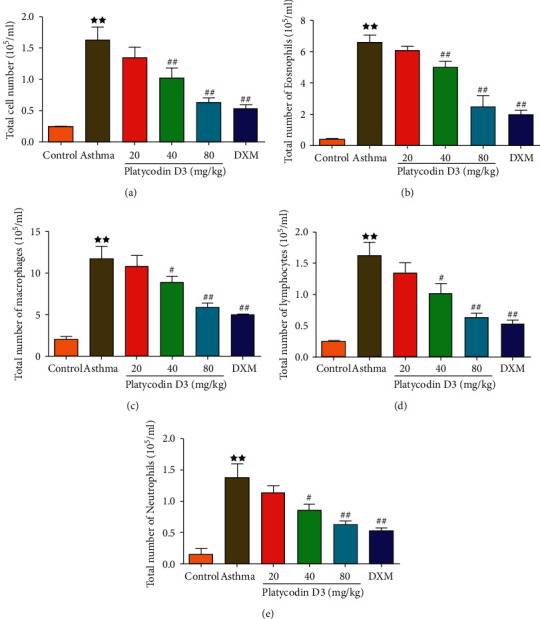 Total cell number (10⁵/ml)
2.0
1.5
1.0
0.5
0.0
★★
##
##
##
Control Asthma 20 40 80 DXM
Platycodin D3 (mg/kg)
(a)
Total number of Eosnophils (10⁵/ml)
8
6
4
2
0
★★
##
##
##
Control Asthma 20 40 80 DXM
Platycodin D3 (mg/kg)
(b)
Total number of macrophages (10⁵/ml)
15
10
5
0
★★
#
##
##
Control Asthma 20 40 80 DXM
Platycodin D3 (mg/kg)
(c)
Total number of lymphocytes (10⁵/ml)
2.0
1.5
1.0
0.5
0.0
★★
#
##
##
Control Asthma 20 40 80 DXM
Platycodin D3 (mg/kg)
(d)
Total number of Neutrophils (10⁵/ml)
2.0
1.5
1.0
0.5
0.0
★★
#
##
##
Control Asthma 20 40 80 DXM
Platycodin D3 (mg/kg)
(e)